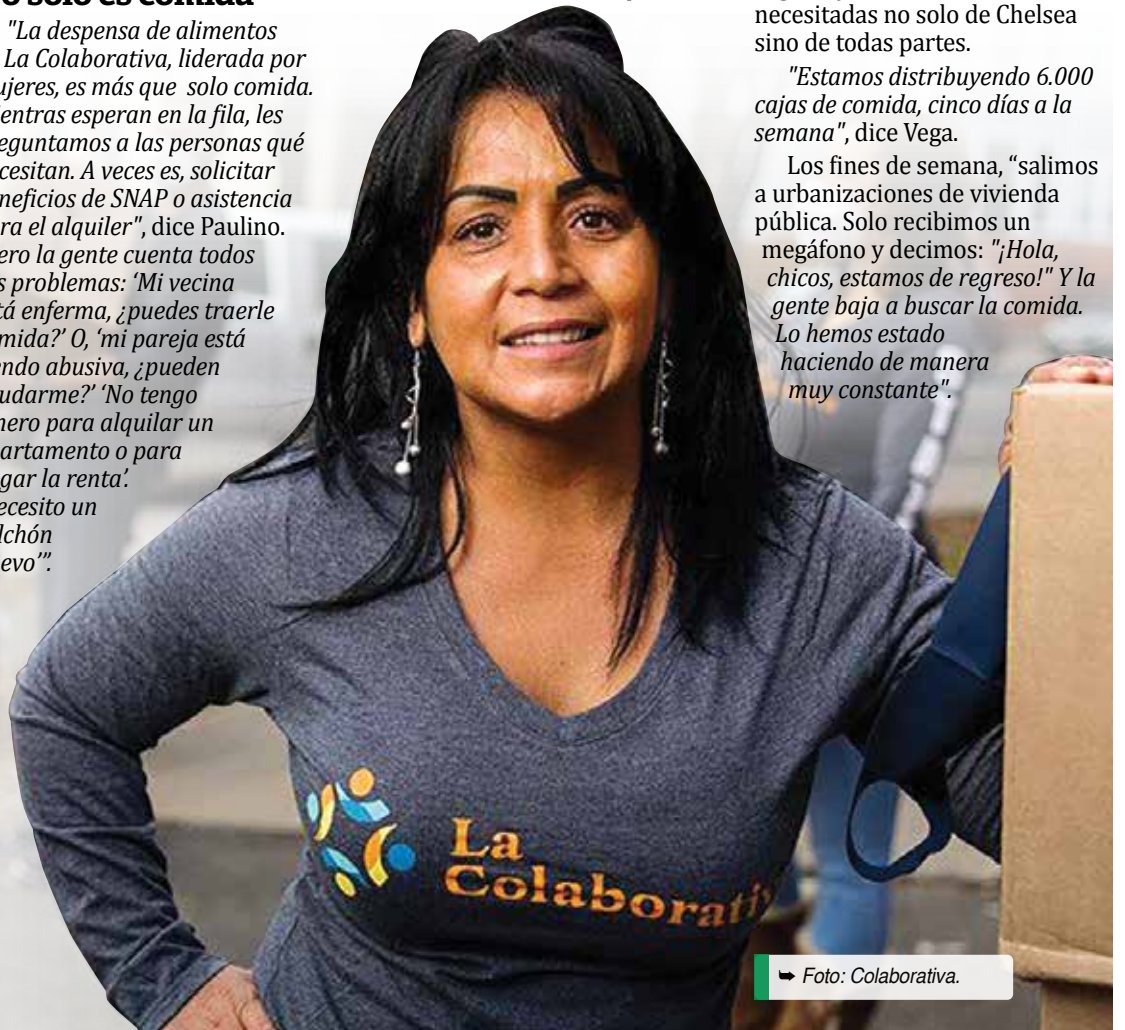 o solo es comida
"La despensa de alimentos
La Colaborativa, liderada por
ujeres, es más que solo comida.
ientras esperan en la fila, les
eguntamos a las personas qué
cesitan. A veces es, solicitar
neficios de SNAP o asistencia
ra el alquiler", dice Paulino.
ero la gente cuenta todos
s problemas: ‘Mi vecina
tá enferma, ¿puedes traerle
mida?’ O, ‘mi pareja está
endo abusiva, ¿pueden
udarme?’ ‘No tengo
nero para alquilar un
artamento o para
gar la renta’.
ecesito un
lchón
evo’”.
necesitadas no solo de Chelsea
sino de todas partes.
"Estamos distribuyendo 6.000
cajas de comida, cinco días a la
semana", dice Vega.
Los fines de semana, “salimos
a urbanizaciones de vivienda
pública. Solo recibimos un
megáfono y decimos: "¡Hola,
chicos, estamos de regreso!" Y la
gente baja a buscar la comida.
Lo hemos estado
haciendo de manera
muy constante".
La
Colaborati
➥ Foto: Colaborativa.